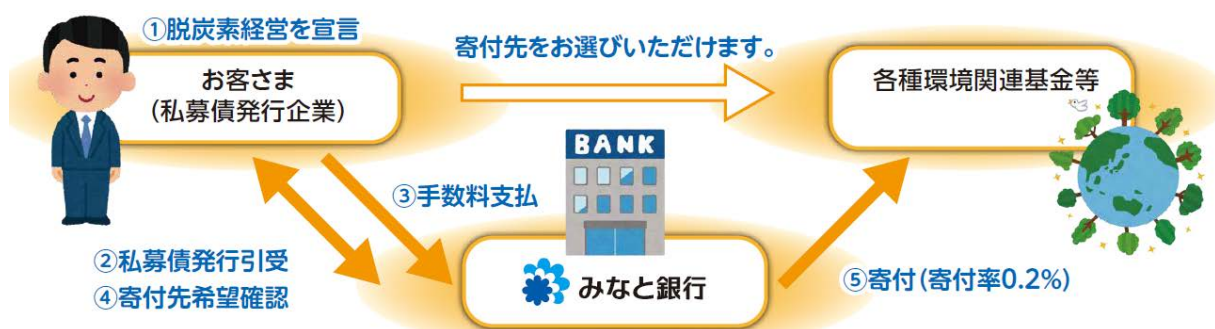 ①脱炭素経営を宣言
お客さま
(私募債発行企業)
寄付先をお選びいただけます。
各種環境関連基金等
BANK
③手数料支払
②私募債発行引受
④寄付先希望確認
みなと銀行
⑤寄付(寄付率0.2%)